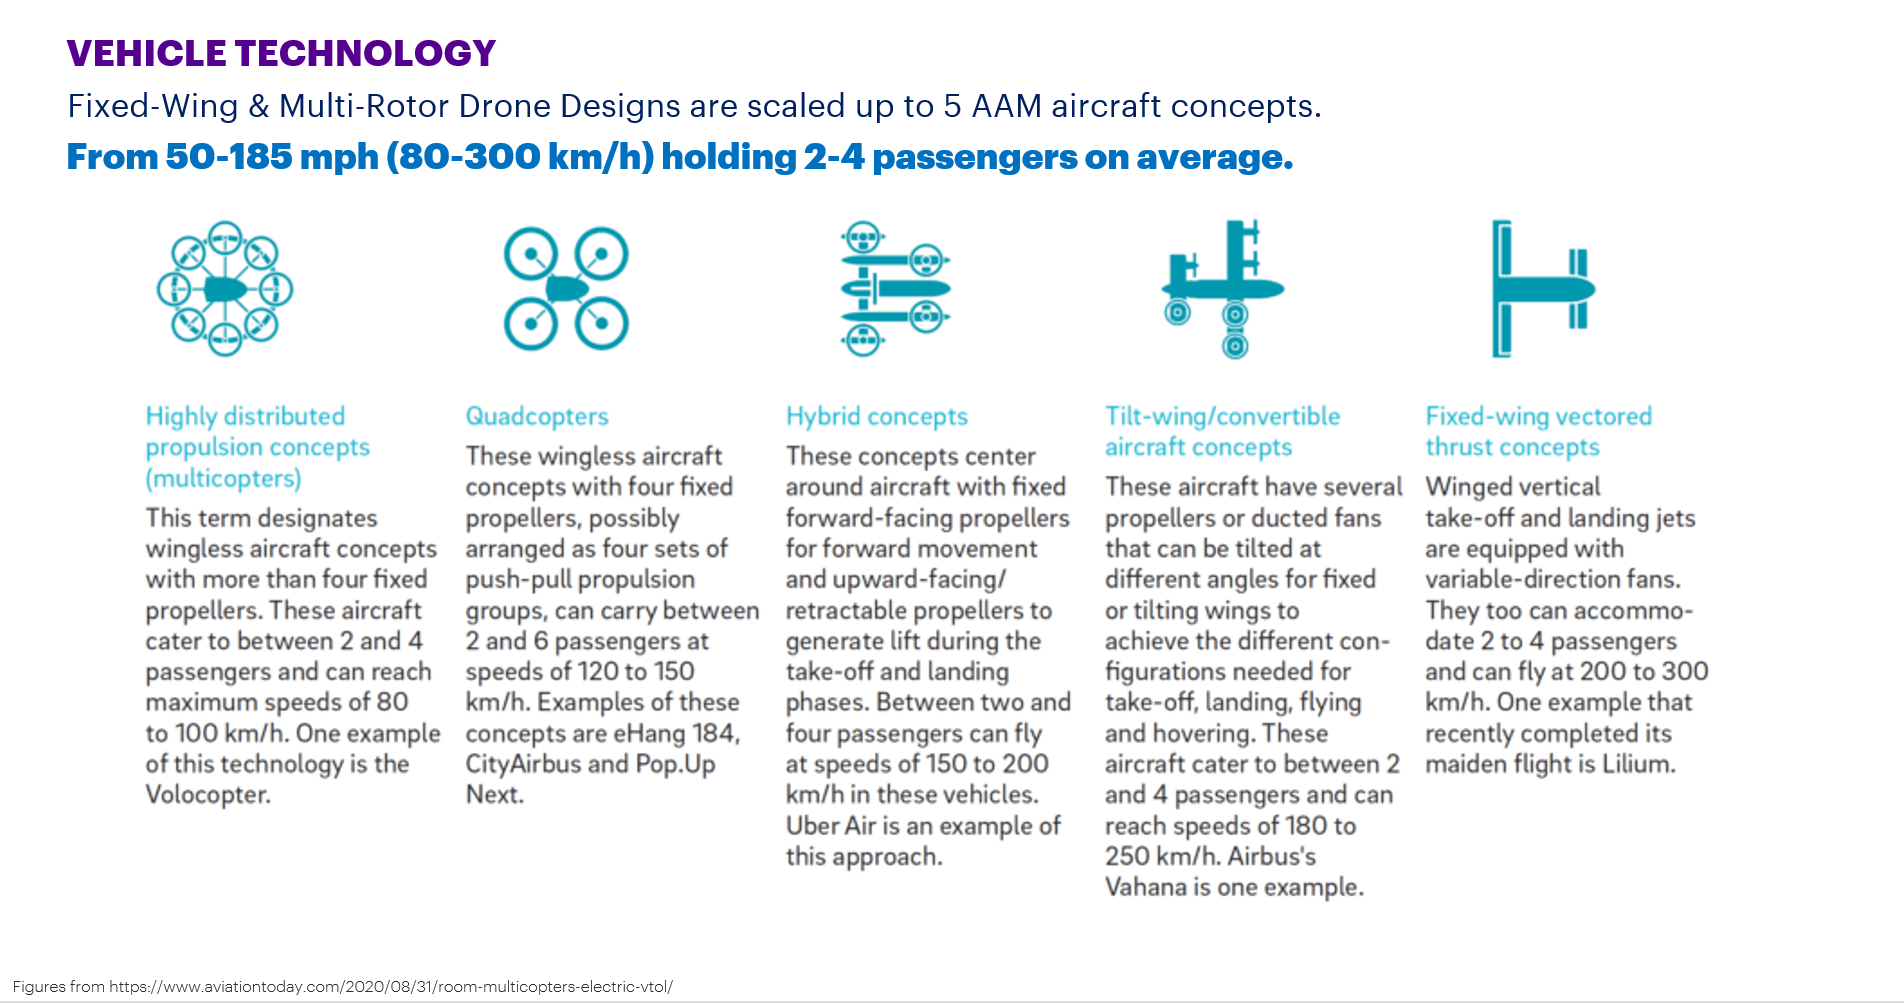 VEHICLE TECHNOLOGY
Fixed-Wing & Multi-Rotor Drone Designs are scaled up to 5 AAM aircraft concepts.
From 50-185 mph (80-300 km/h) holding 2-4 passengers on average.
Highly distributed
propulsion concepts
(multicopters)
This term designates
wingless aircraft concepts
with more than four fixed
propellers. These aircraft
cater to between 2 and 4
passengers and can reach
maximum speeds of 80
to 100 km/h. One example
of this technology is the
Volocopter.
Quadcopters
These wingless aircraft
concepts with four fixed
propellers, possibly
arranged as four sets of
push-pull propulsion
groups, can carry between
2 and 6 passengers at
speeds of 120 to 150
km/h. Examples of these
concepts are eHang 184,
CityAirbus and Pop.Up
Next.
Hybrid concepts
These concepts center
around aircraft with fixed
forward-facing propellers
for forward movement
and upward-facing/
retractable propellers to
generate lift during the
take-off and landing
phases. Between two and
four passengers can fly
at speeds of 150 to 200
km/h in these vehicles.
Uber Air is an example of
this approach.
Tilt-wing/convertible
aircraft concepts
These aircraft have several
propellers or ducted fans
that can be tilted at
different angles for fixed
or tilting wings to
achieve the different con-
figurations needed for
take-off, landing, flying
and hovering. These
aircraft cater to between 2
and 4 passengers and can
reach speeds of 180 to
250 km/h. Airbus's
Vahana is one example.
Fixed-wing vectored
thrust concepts
Winged vertical
take-off and landing jets
are equipped with
variable-direction fans.
They too can accommo-
date 2 to 4 passengers
and can fly at 200 to 300
km/h. One example that
recently completed its
maiden flight is Lilium.
Figures from https://www.aviationtoday.com/2020/08/31/room-multicopters-electric-vtol/